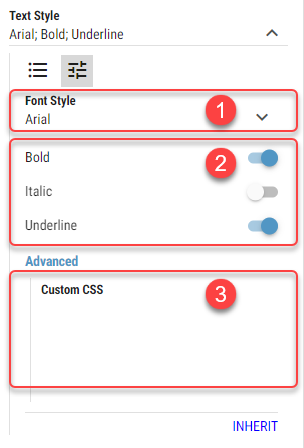 Text Style
Arial; Bold; Underline
Font Style
Arial
1
Bold
2
Italic
Underline
Advanced
Custom CSS
3
INHERIT